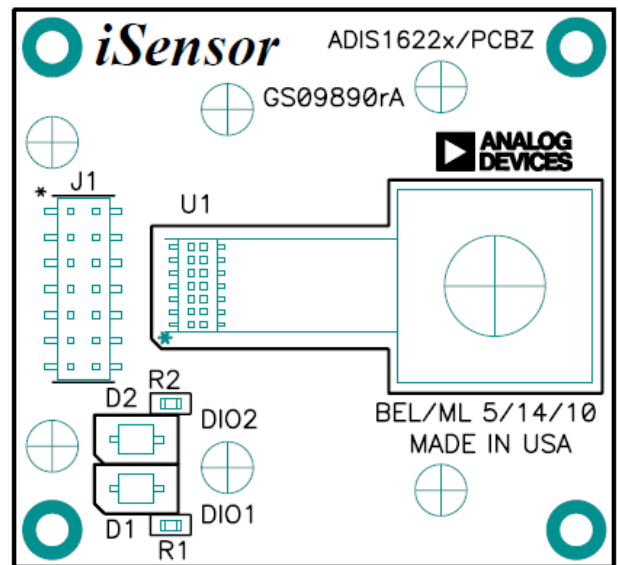 iSensor
ADIS1622x/PCBZ
GS09890rA
ANALOG
DEVICES
* J1
U1
*
R2
D2
DIO2
BEL/ML 5/14/10
MADE IN USA
D1
DIO1
R1